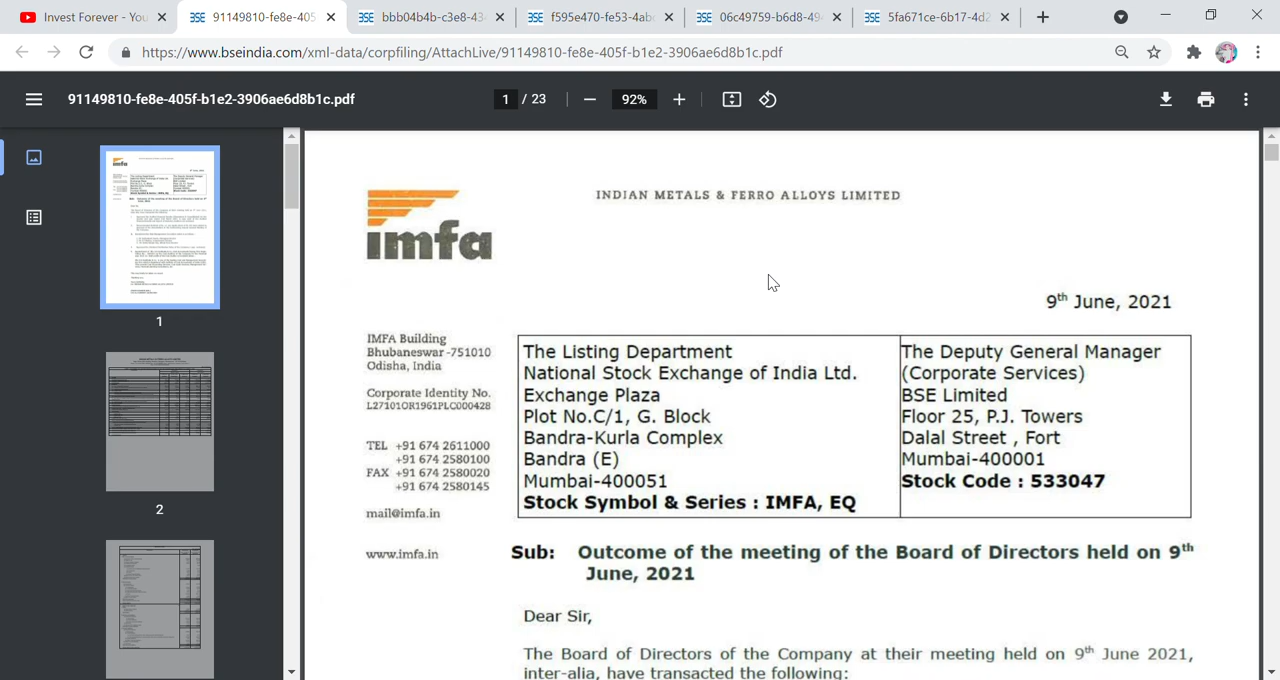 Invest Forever - You
91149810-fe8e-405
bbb04b4b-c3e8-43
f595e470-fe53-4abc
06c49759-b6d8-49
5fa671ce-6b17-4d2
https://www.bseindia.com/xml-data/corpfiling/AttachLive/91149810-fe8e-405f-b1e2-3906ae6d8b1c.pdf
91149810-fe8e-405f-b1e2-3906ae6d8b1c.pdf
1 / 23
92%
1
2
imfa
INDIAN METALS & FERRO ALLOYS LIMITED
9th June, 2021
IMFA Building
Bhubaneswar -751010
Odisha, India
Corporate Identity No.
L27101OR1961PLC000428
TEL +91 674 2611000
+91 674 2580100
FAX +91 674 2580020
+91 674 2580145
mail@imfa.in
www.imfa.in
The Listing Department
National Stock Exchange of India Ltd.
Exchange Plaza
Plot No.C/1, G. Block
Bandra-Kurla Complex
Bandra (E)
Mumbai-400051
Stock Symbol & Series : IMFA, EQ
The Deputy General Manager
(Corporate Services)
BSE Limited
Floor 25, P.J. Towers
Dalal Street , Fort
Mumbai-400001
Stock Code : 533047
Sub: Outcome of the meeting of the Board of Directors held on 9th
June, 2021
Dear Sir,
The Board of Directors of the Company at their meeting held on 9th June 2021,
inter-alia, have transacted the following: